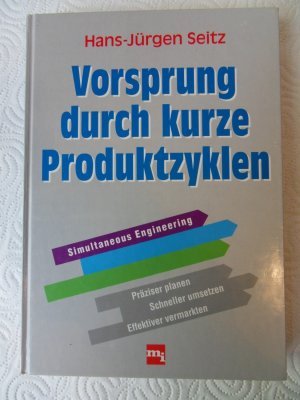 Hans-Jürgen Seitz
Vorsprung
durch kurze
Produktzyklen
Simultaneous Engineering
Präziser planen
Schneller umsetzen
Effektiver vermarkten
mi